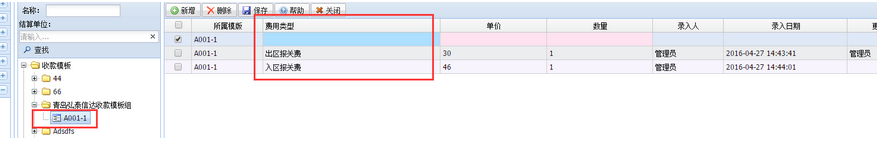 名称:
结算单位:
请输入...
查找
收款模板
44
66
青岛弘泰信达收款模板组
A001-1
Adsdfs
新增 删除 保存 帮助 关闭
所属模版 费用类型 单价 数量 录入人 录入日期 更
A001-1
A001-1 出区报关费 30 1 管理员 2016-04-27 14:43:41 管理员
A001-1 入区报关费 46 1 管理员 2016-04-27 14:44:01